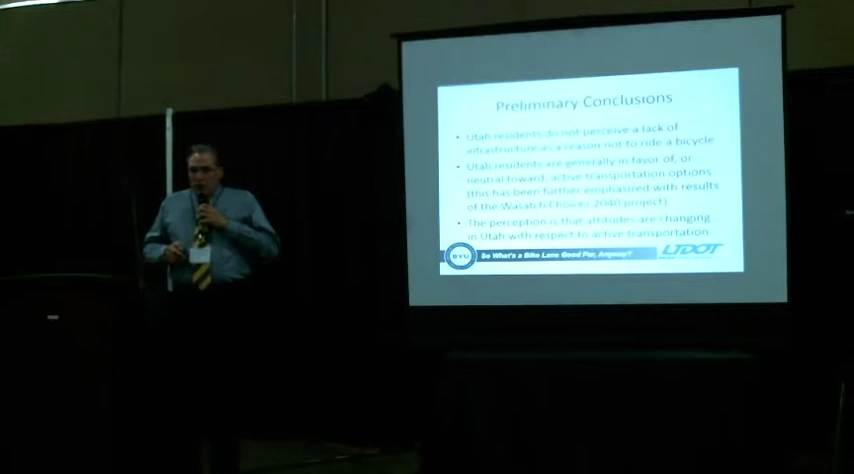 Preliminary Conclusions
• Utah residents do not perceive a lack of
infrastructure as a reason not to ride a bicycle
• Utah residents are generally in favor of, or
neutral toward, active transportation options
(this has been further emphasized with results
of the Wasatch Choices 2040 project)
• The perception is that attitudes are changing
in Utah with respect to active transportation
BYU
So What's a Bike Lane Good For, Anyway?
UDOT